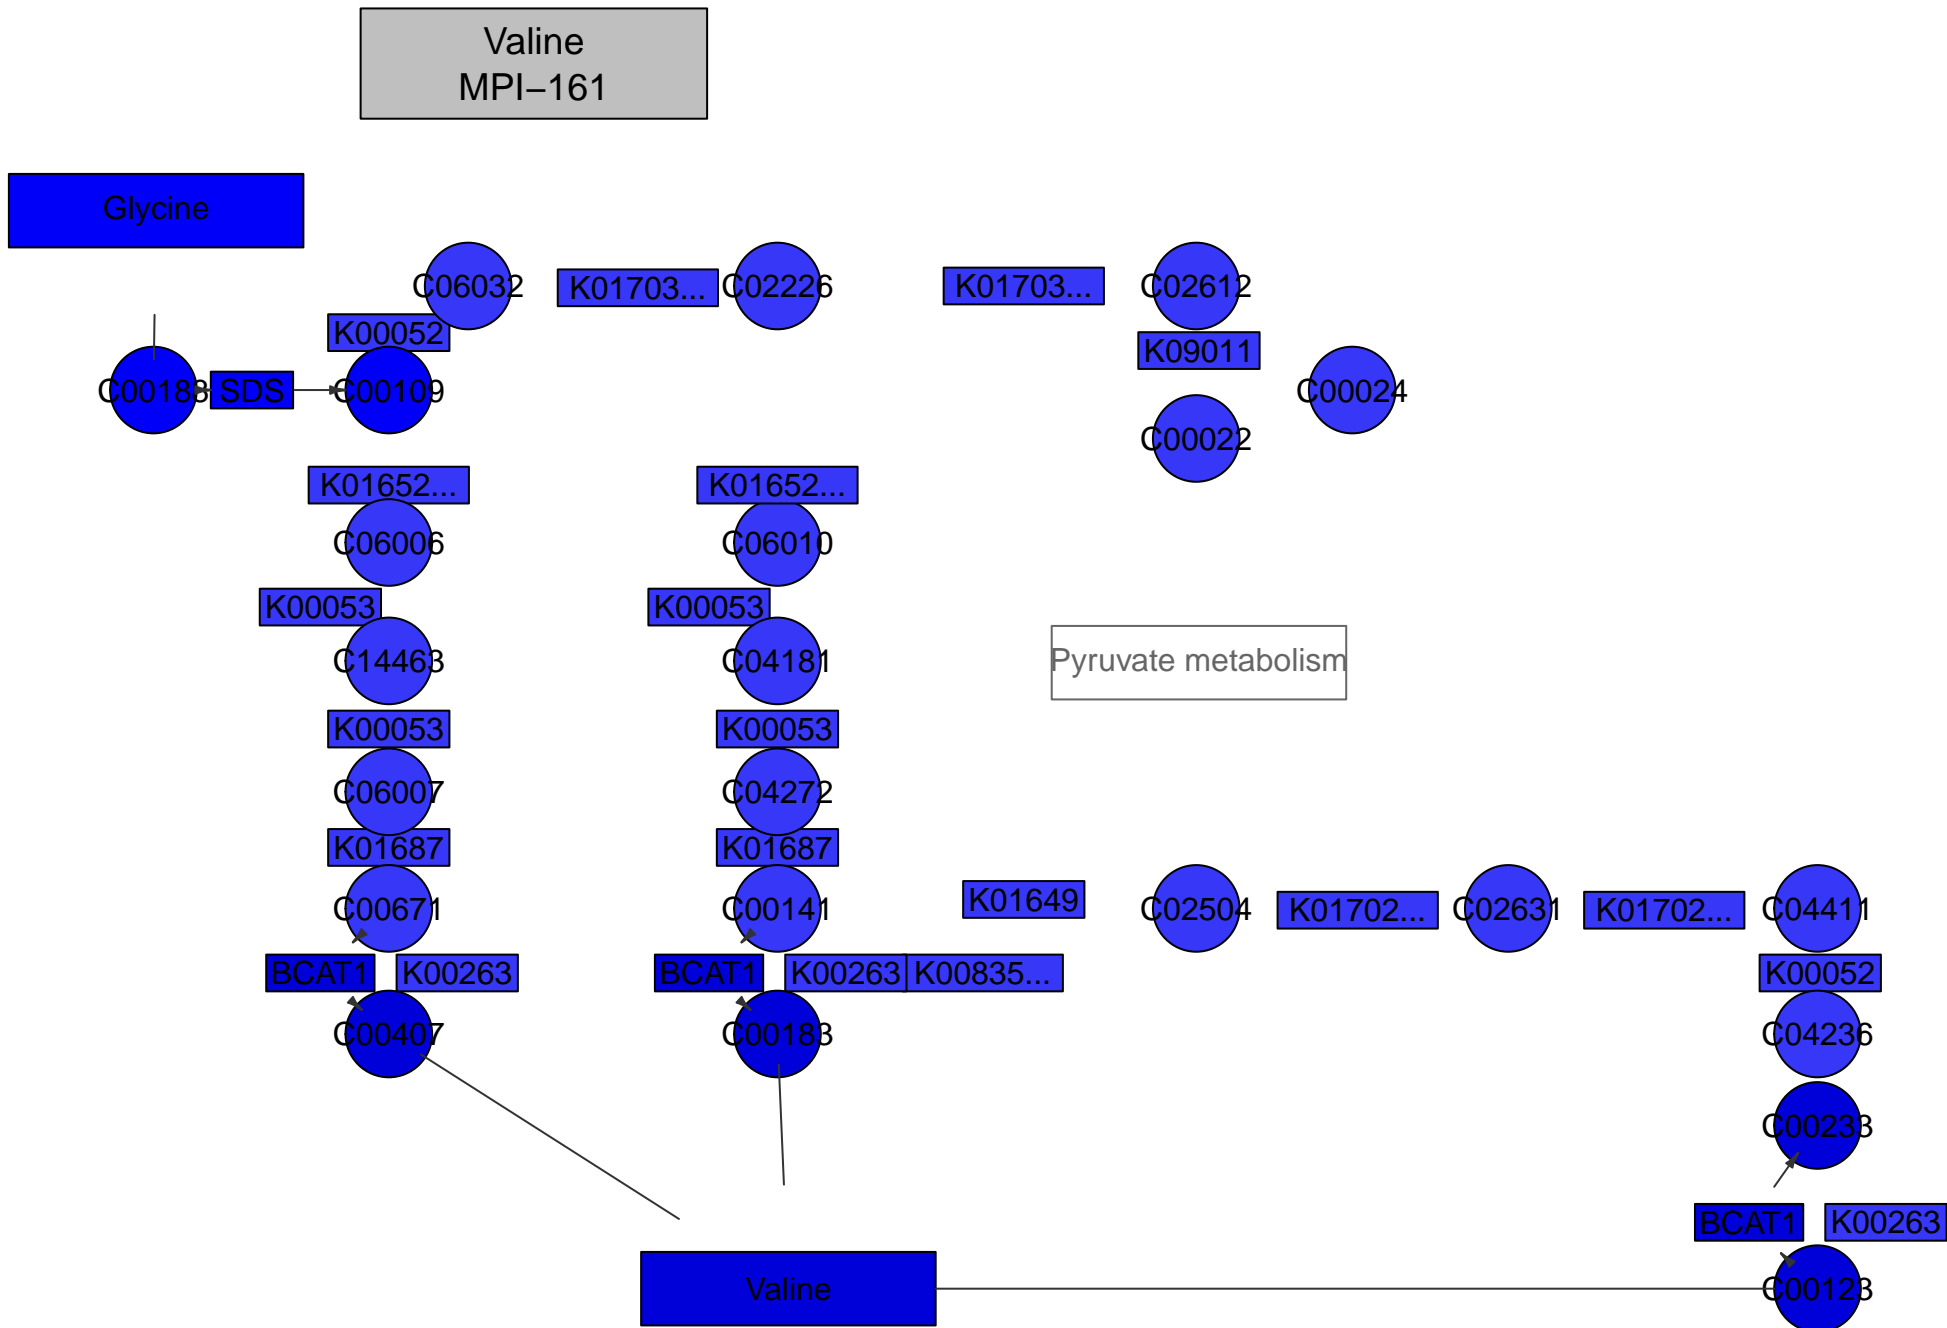 Valine
MPI−161
Glycine
C06032
K01703...
C02226
K01703...
C02612
K00052
K09011
C00188
SDS
C00109
C00024
C00022
K01652...
K01652...
C06006
C06010
K00053
K00053
C14463
C04181
Pyruvate metabolism
K00053
K00053
C06007
C04272
K01687
K01687
C00671
C00141
K01649
C02504
K01702...
C02631
K01702...
C04411
BCAT1
K00263
BCAT1
K00263
K00835...
K00052
C00407
C00183
C04236
C00233
BCAT1
K00263
Valine
C00123